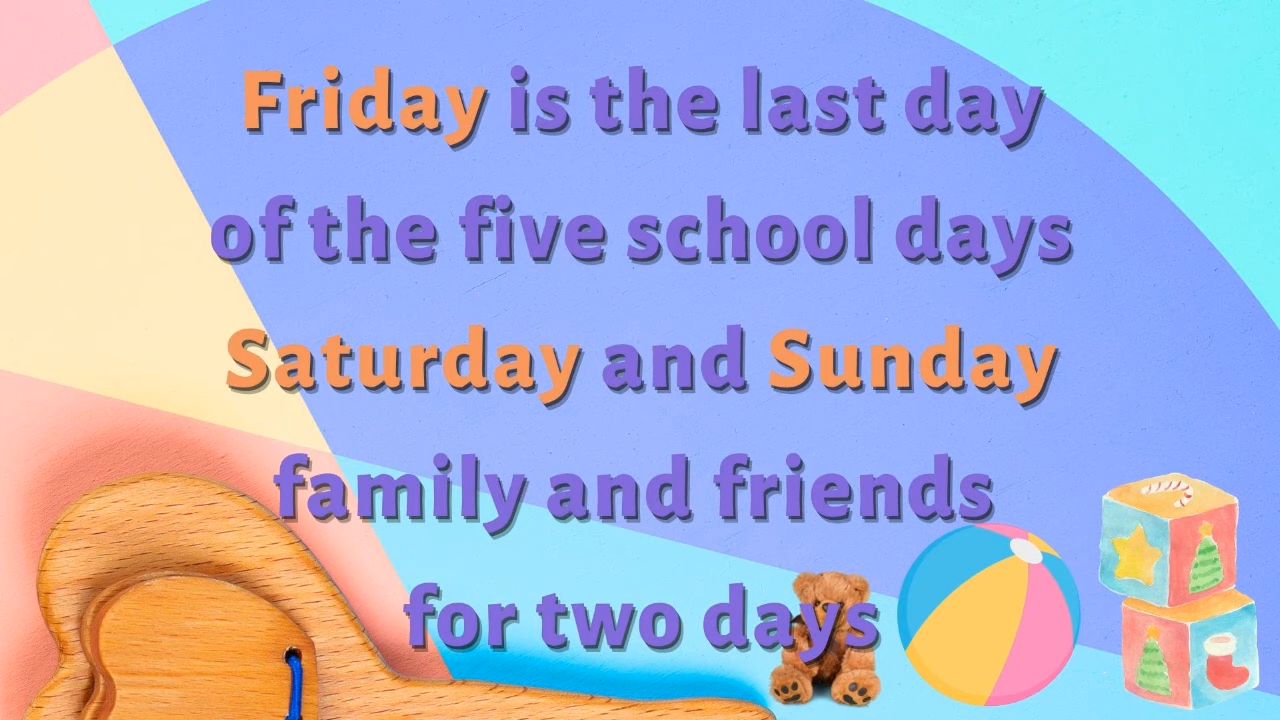 Friday is the last day
of the five school days
Saturday and Sunday
family and friends
for two days